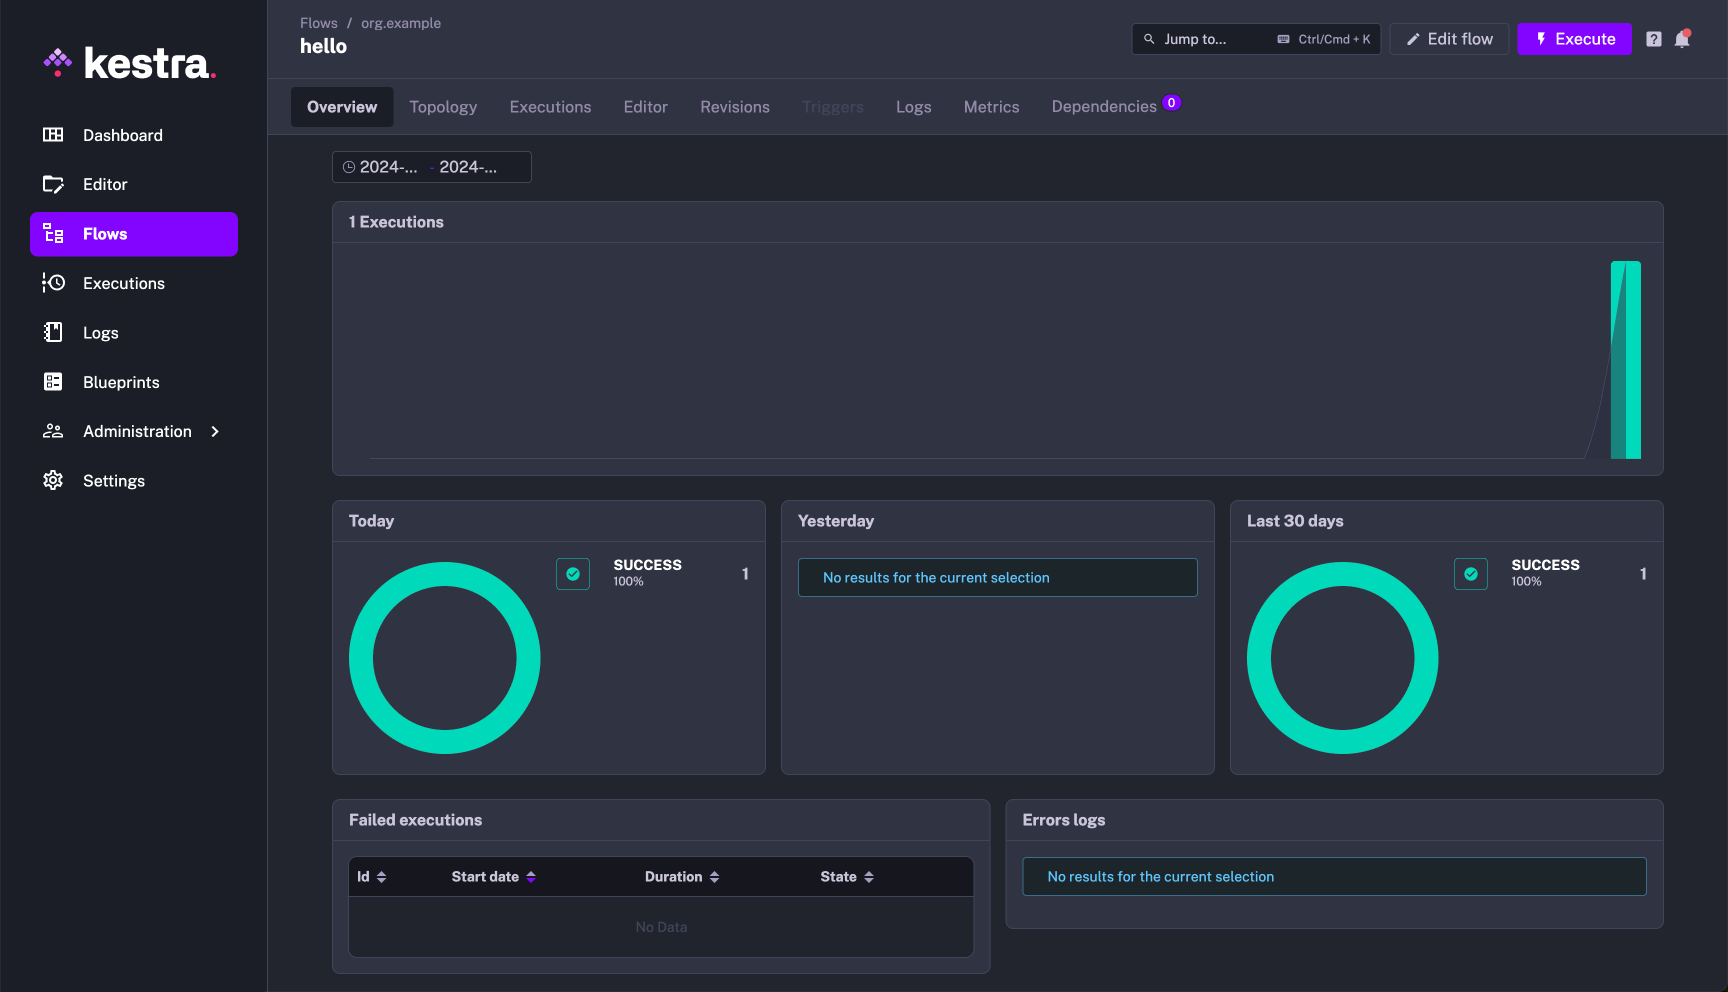 kestra.
Dashboard
Editor
Flows
Executions
Logs
Blueprints
Administration
Settings
Flows / org.example
hello
Jump to... Ctrl/Cmd + K
Edit flow
Execute
Overview Topology Executions Editor Revisions Triggers Logs Metrics Dependencies 0
2024-... - 2024-...
1 Executions
Today
SUCCESS
100%
1
Yesterday
No results for the current selection
Last 30 days
SUCCESS
100%
1
Failed executions
Id Start date Duration State
No Data
Errors logs
No results for the current selection